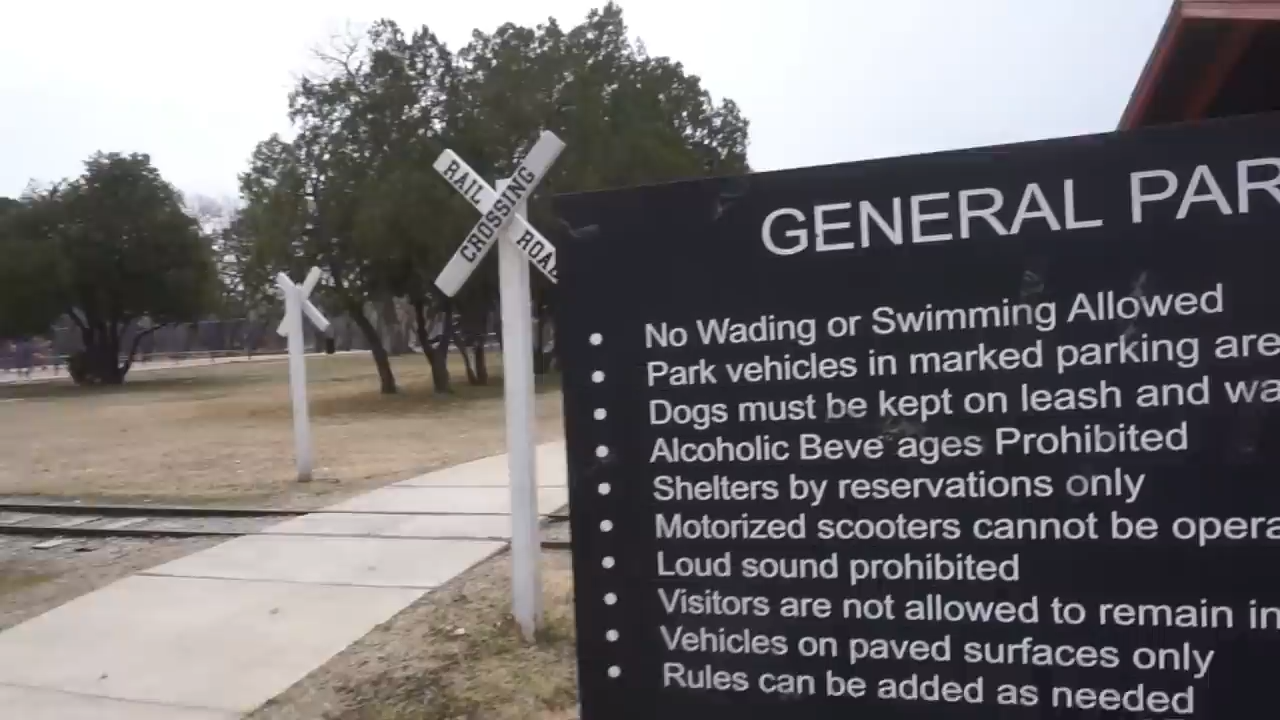 RAIL
CROSSING
ROAD
GENERAL PAR
• No Wading or Swimming Allowed
• Park vehicles in marked parking are
• Dogs must be kept on leash and wa
• Alcoholic Beve ages Prohibited
• Shelters by reservations only
• Motorized scooters cannot be opera
• Loud sound prohibited
• Visitors are not allowed to remain in
• Vehicles on paved surfaces only
• Rules can be added as needed